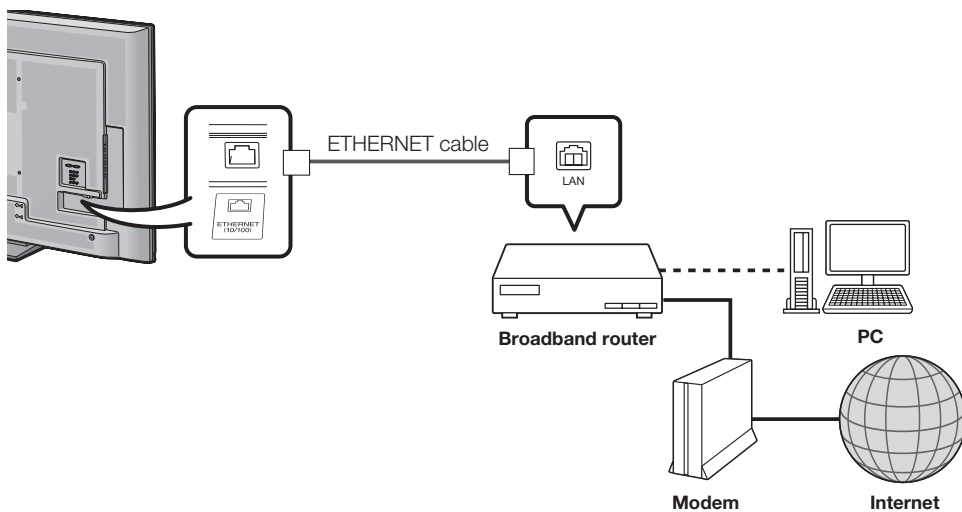 ETHERNET cable
ETHERNET
(10/100)
LAN
Broadband router
PC
Modem
Internet